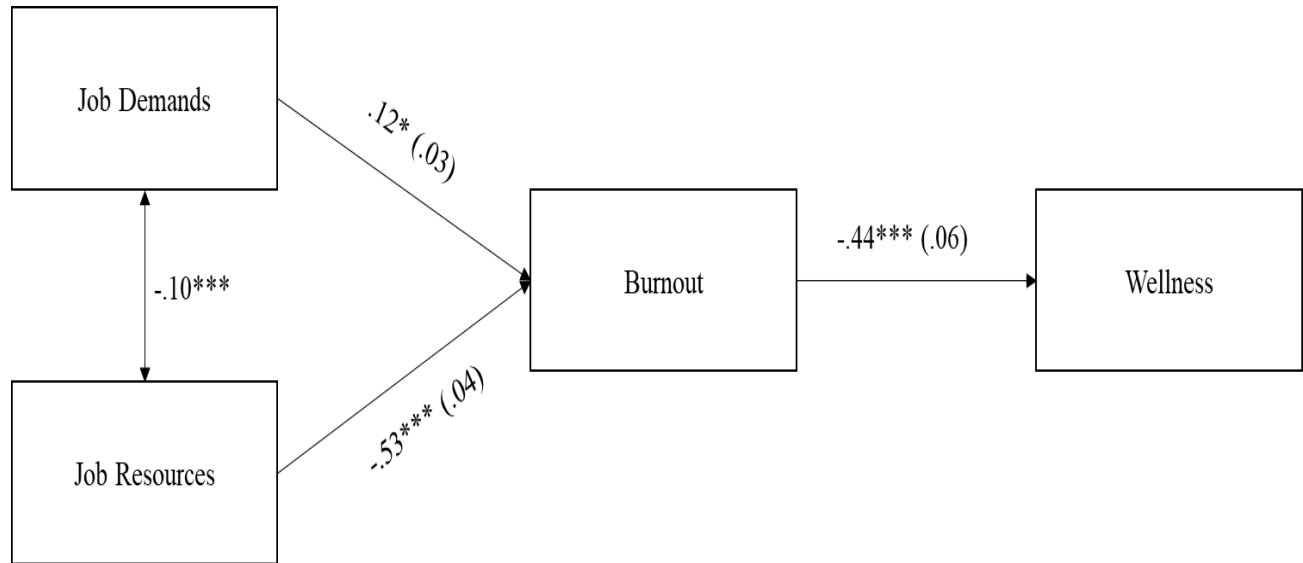 Job Demands
.12* (.03)
-.10***
Burnout
-.44*** (.06)
Wellness
Job Resources
-.53*** (.04)